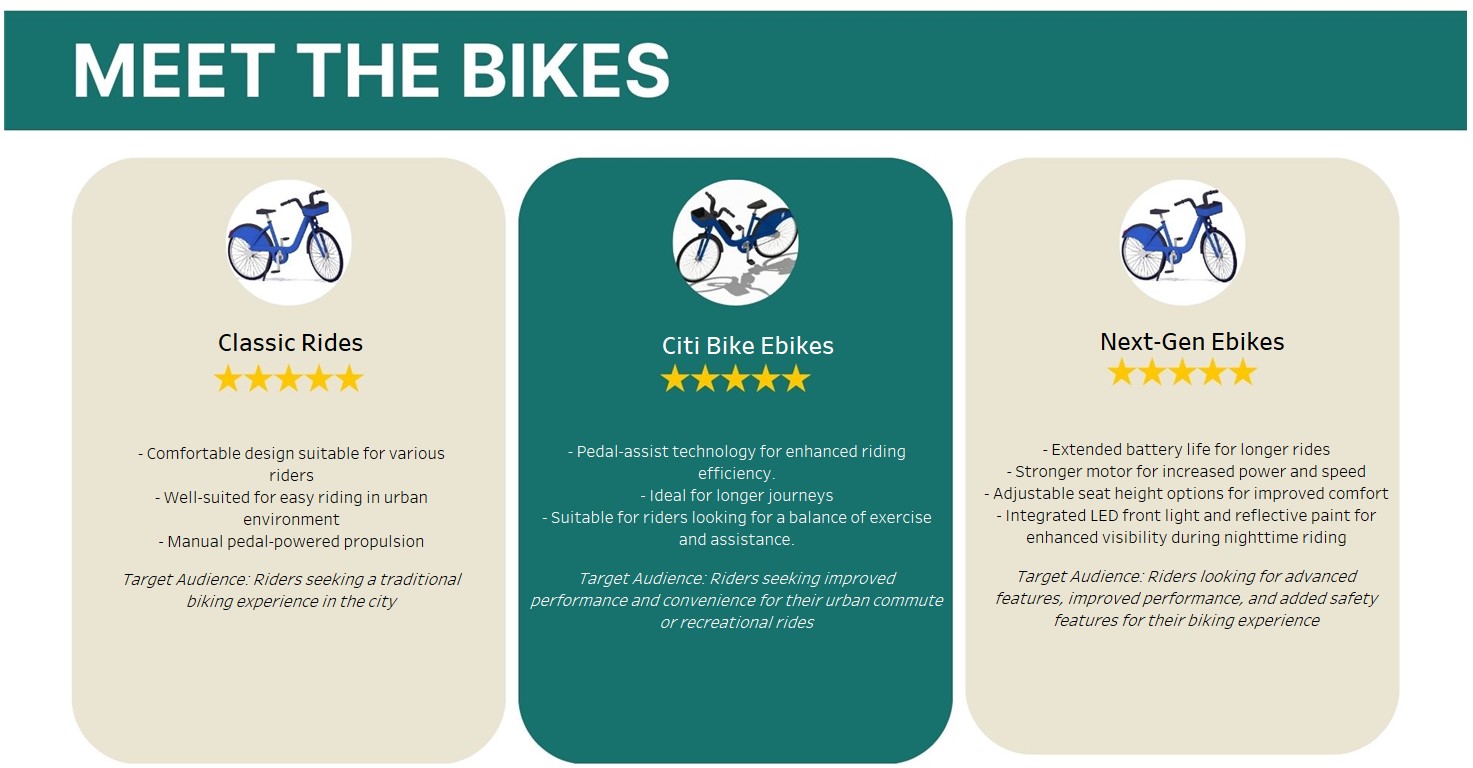 MEET THE BIKES
Classic Rides
- Comfortable design suitable for various
riders
- Well-suited for easy riding in urban
environment
- Manual pedal-powered propulsion
Target Audience: Riders seeking a traditional
biking experience in the city
Citi Bike Ebikes
- Pedal-assist technology for enhanced riding
efficiency.
- Ideal for longer journeys
- Suitable for riders looking for a balance of exercise
and assistance.
Target Audience: Riders seeking improved
performance and convenience for their urban commute
or recreational rides
Next-Gen Ebikes
- Extended battery life for longer rides
- Stronger motor for increased power and speed
- Adjustable seat height options for improved comfort
- Integrated LED front light and reflective paint for
enhanced visibility during nighttime riding
Target Audience: Riders looking for advanced
features, improved performance, and added safety
features for their biking experience